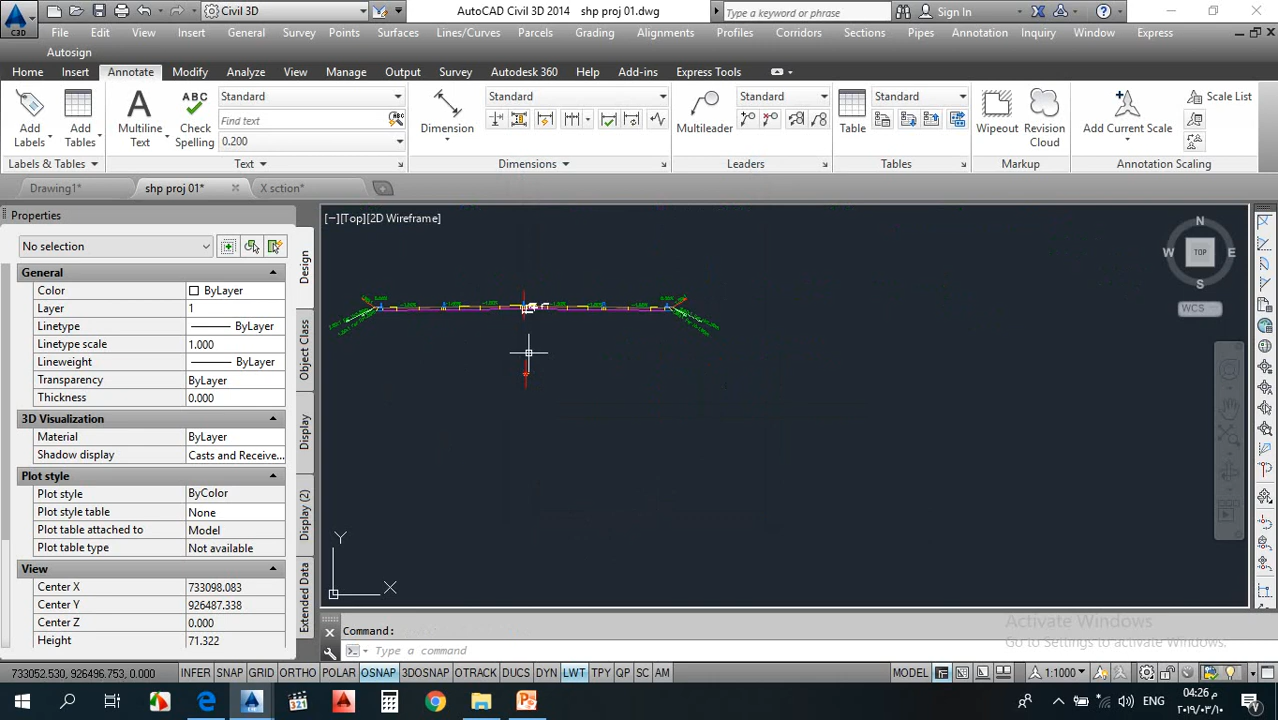 Civil 3D
AutoCAD Civil 3D 2014 shp proj 01.dwg
Type a keyword or phrase
Sign In
C3D
File Edit View Insert General Survey Points Surfaces Lines/Curves Parcels Grading Alignments Profiles Corridors Sections Pipes Annotation Inquiry Window Express
Autosign
Home Insert Annotate Modify Analyze View Manage Output Survey Autodesk 360 Help Add-ins Express Tools
Add Labels
Add Tables
Labels & Tables
Multiline Text
ABC
Check Spelling
Standard
Find text
0.200
Text
Dimension
Standard
Dimensions
Multileader
Standard
Leaders
Table
Standard
Tables
Wipeout
Revision Cloud
Markup
Add Current Scale
Scale List
Annotation Scaling
Drawing1*
shp proj 01*
X sction*
Properties
No selection
General
Color ByLayer
Layer 1
Linetype ByLayer
Linetype scale 1.000
Lineweight ByLayer
Transparency ByLayer
Thickness 0.000
3D Visualization
Material ByLayer
Shadow display Casts and Receive...
Plot style
Plot style ByColor
Plot style table None
Plot table attached to Model
Plot table type Not available
View
Center X 733098.083
Center Y 926487.338
Center Z 0.000
Height 71.322
Design
Object Class
Display
Display (2)
Extended Data
[−][Top][2D Wireframe]
N
W TOP E
S
WCS
Y
X
Command:
Type a command
Activate Windows
Go to Settings to activate Windows.
733052.530, 926496.753, 0.000 INFER SNAP GRID ORTHO POLAR OSNAP 3DOSNAP OTRACK DUCS DYN LWT TPY QP SC AM MODEL 1:1000
321
ENG
04:26 م
٢٠١٩/٠٣/١٠